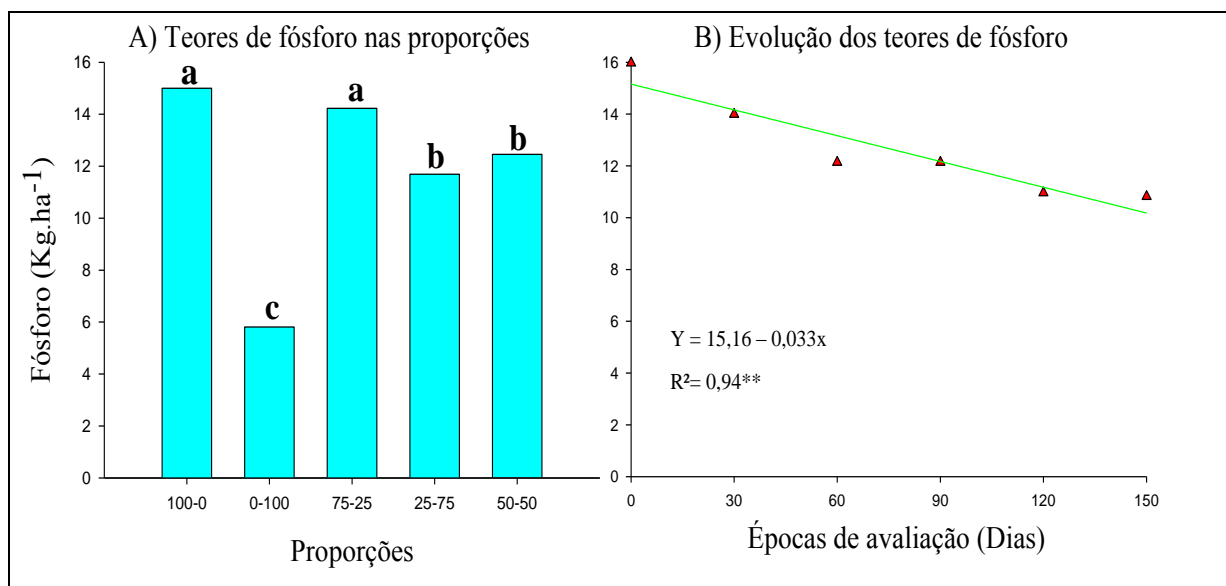 A) Teores de fósforo nas proporções
Fósforo (Kg.ha⁻¹)
16
14
12
10
8
6
4
2
0
a
c
a
b
b
100-0 0-100 75-25 25-75 50-50
Proporções
B) Evolução dos teores de fósforo
16
14
12
10
8
6
4
2
0
Y = 15,16 – 0,033x
R²= 0,94**
0 30 60 90 120 150
Épocas de avaliação (Dias)